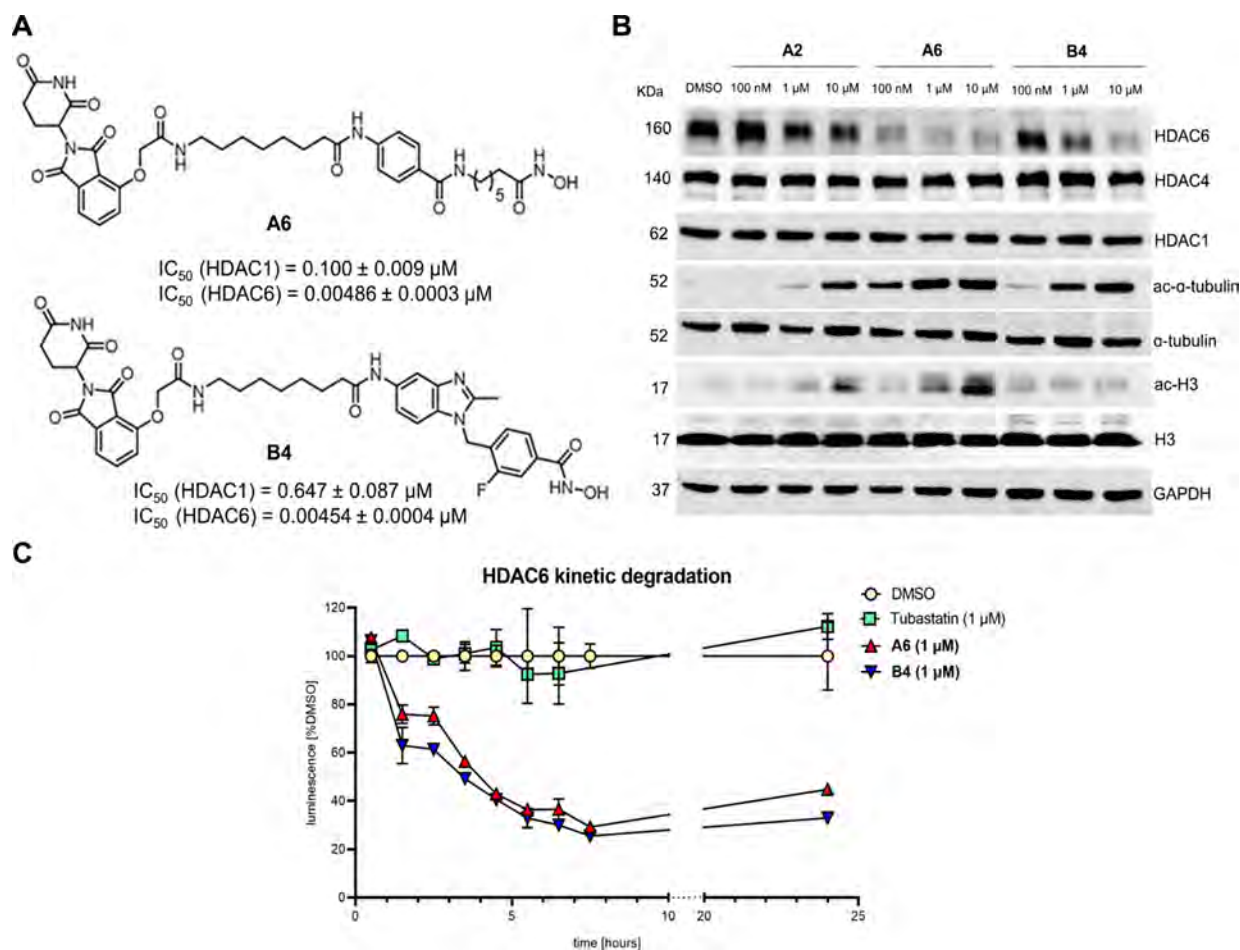 A
A6
IC50 (HDAC1) = 0.100 ± 0.009 µM
IC50 (HDAC6) = 0.00486 ± 0.0003 µM
B4
IC50 (HDAC1) = 0.647 ± 0.087 µM
IC50 (HDAC6) = 0.00454 ± 0.0004 µM
O
NH
O
N
O
O
O
O
N
H
O
H
N
O
N
H
5
O
H
N
OH
O
NH
O
N
O
O
O
O
N
H
O
H
N
N
N
F
O
HN
OH
B
A2 A6 B4
KDa DMSO 100 nM 1 µM 10 µM 100 nM 1 µM 10 µM 100 nM 1 µM 10 µM
160 HDAC6
140 HDAC4
62 HDAC1
52 ac-α-tubulin
52 α-tubulin
17 ac-H3
17 H3
37 GAPDH
C
HDAC6 kinetic degradation
luminescence [%DMSO]
120
100
80
60
40
20
0
0 5 10 20 25
time [hours]
DMSO
Tubastatin (1 µM)
A6 (1 µM)
B4 (1 µM)